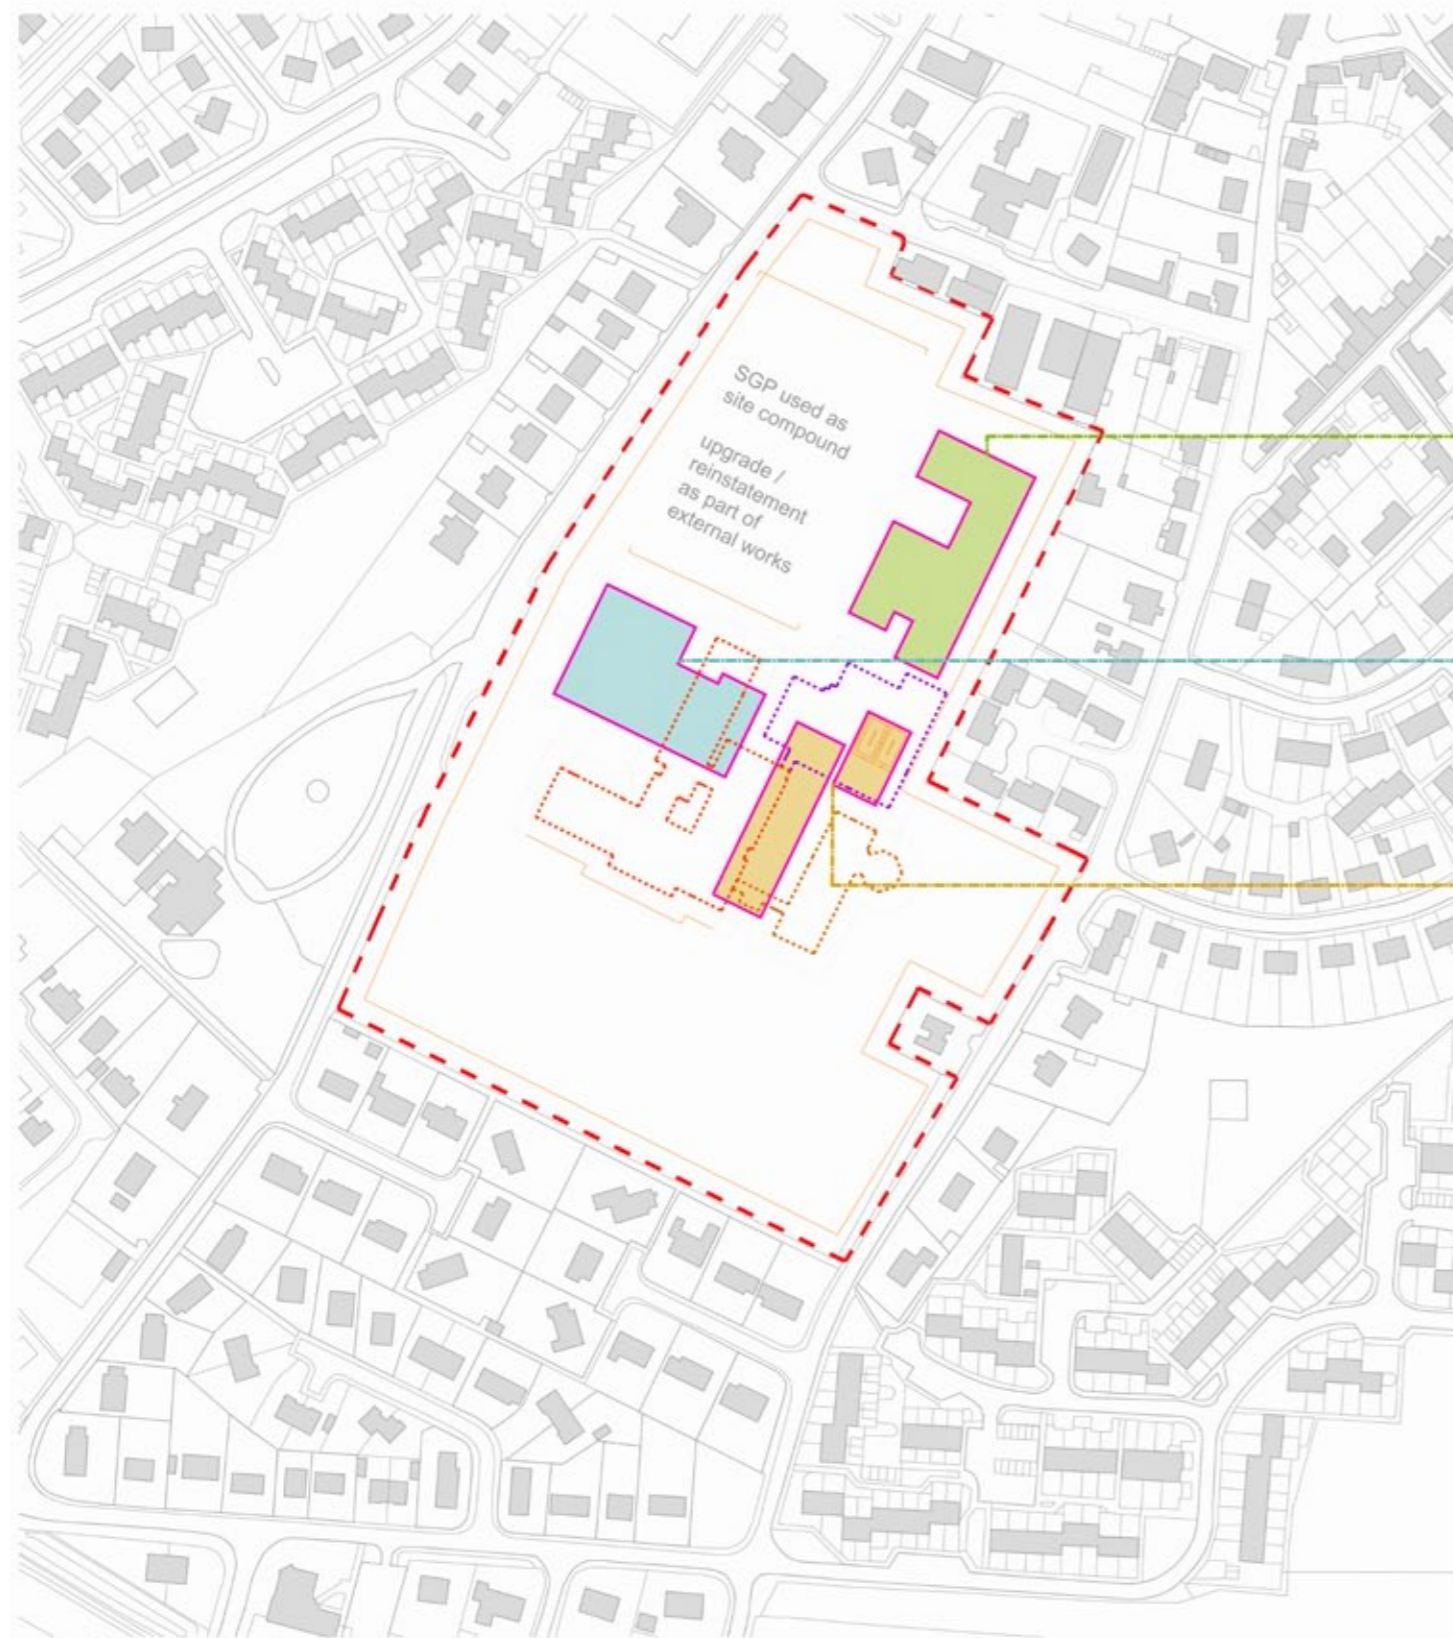 SGP used as
site compound
upgrade /
reinstatement
as part of
external works